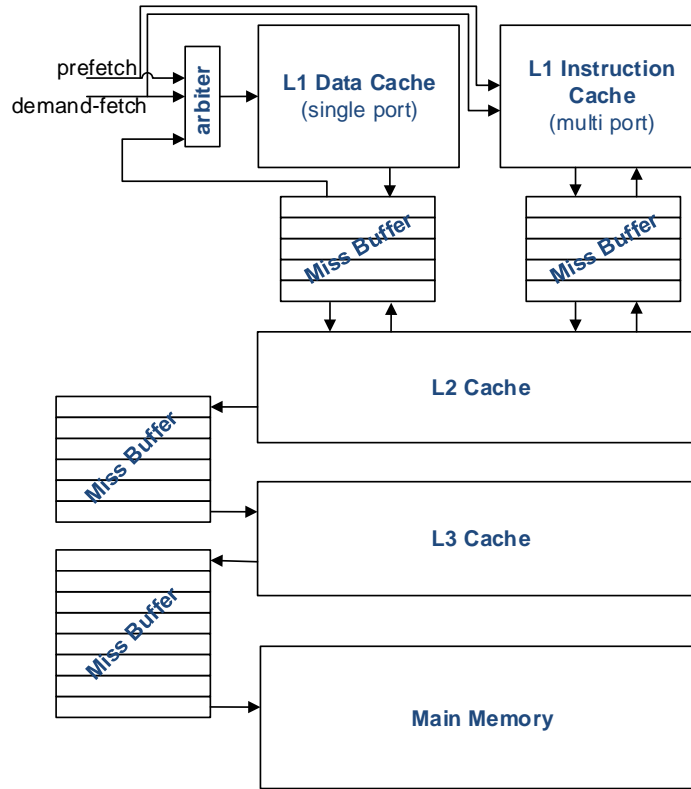 prefetch
demand-fetch
arbiter
L1 Data Cache
(single port)
L1 Instruction
Cache
(multi port)
Miss Buffer
Miss Buffer
L2 Cache
Miss Buffer
L3 Cache
Miss Buffer
Main Memory